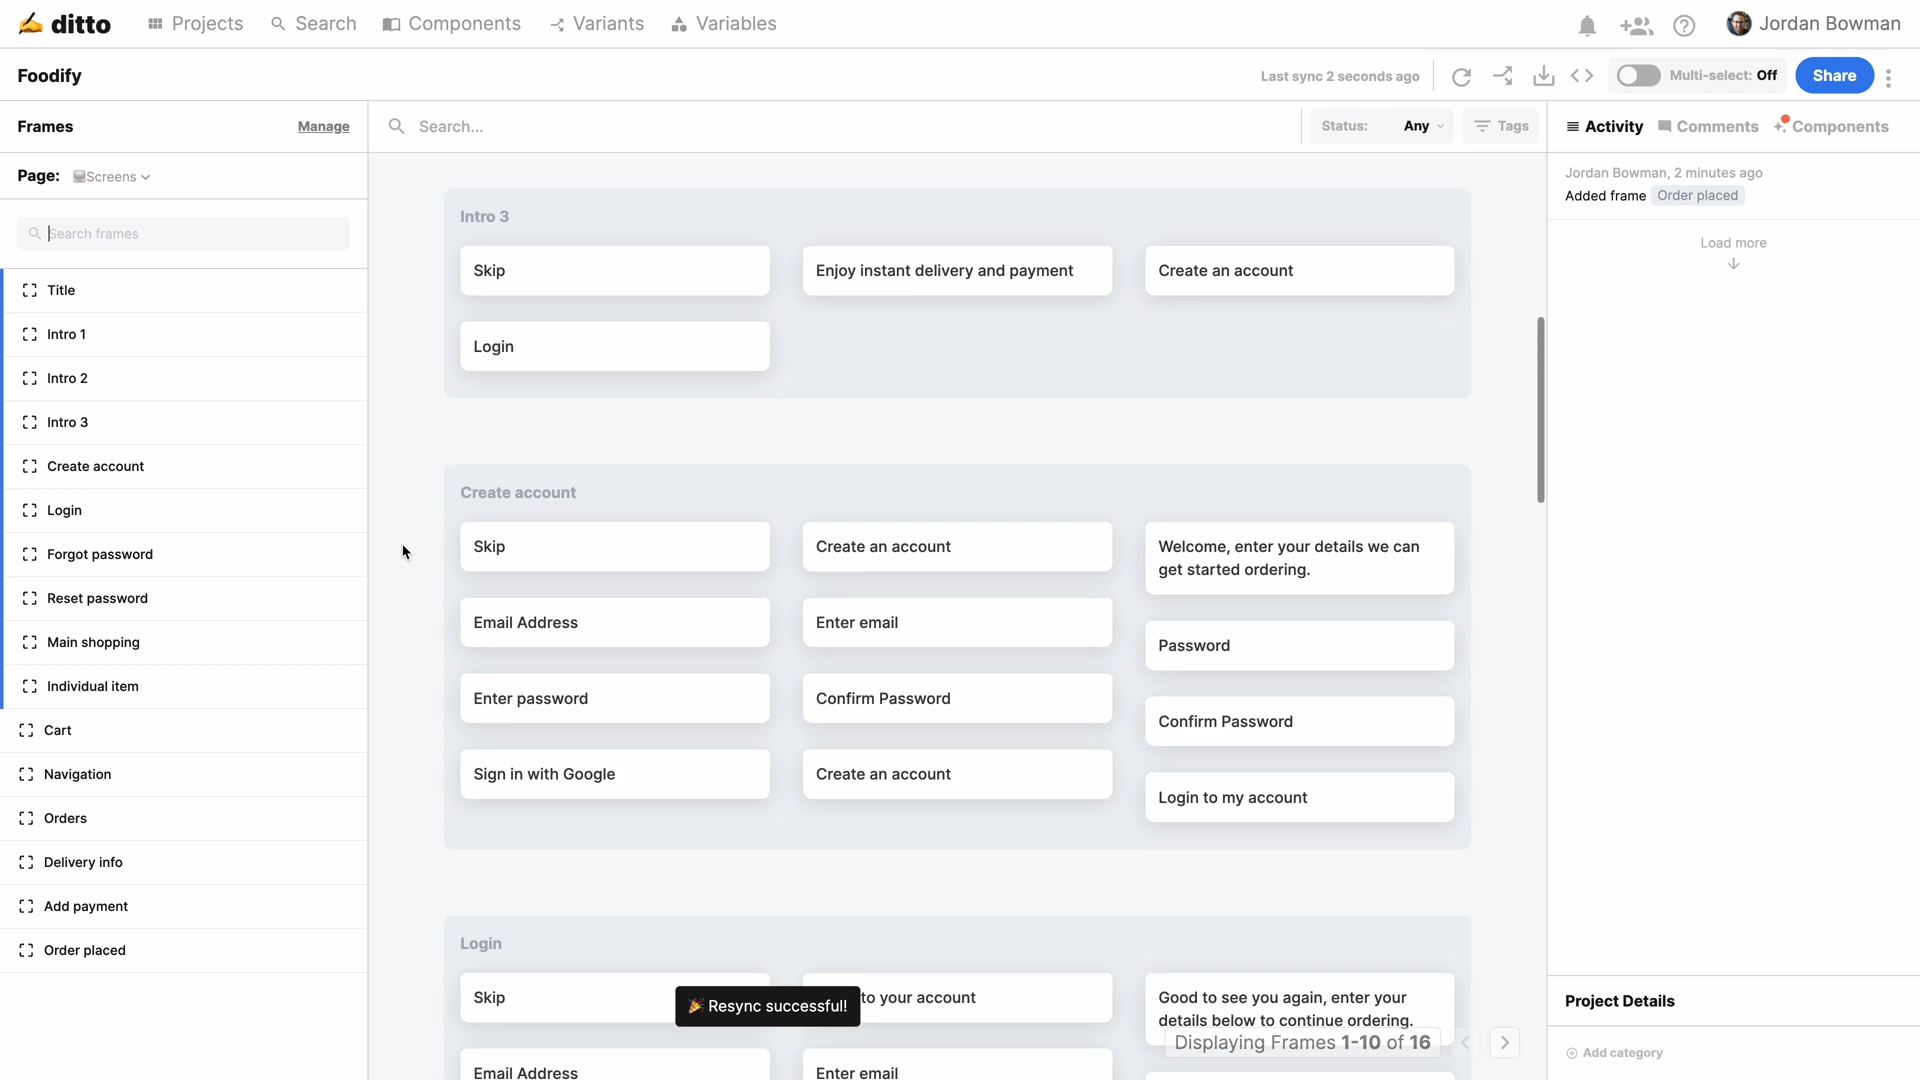 ditto
Projects
Search
Components
Variants
Variables
Jordan Bowman
Foodify
Last sync 2 seconds ago
Multi-select: Off
Share
Frames
Manage
Search...
Status: Any
Tags
Activity
Comments
Components
Page: Screens
Search frames
Title
Intro 1
Intro 2
Intro 3
Create account
Login
Forgot password
Reset password
Main shopping
Individual item
Cart
Navigation
Orders
Delivery info
Add payment
Order placed
Intro 3
Skip
Enjoy instant delivery and payment
Create an account
Login
Create account
Skip
Create an account
Welcome, enter your details we can
get started ordering.
Email Address
Enter email
Password
Enter password
Confirm Password
Confirm Password
Sign in with Google
Create an account
Login to my account
Login
Skip
to your account
Good to see you again, enter your
details below to continue ordering.
Email Address
Enter email
Resync successful!
Displaying Frames 1-10 of 16
Jordan Bowman, 2 minutes ago
Added frame Order placed
Load more
Project Details
Add category